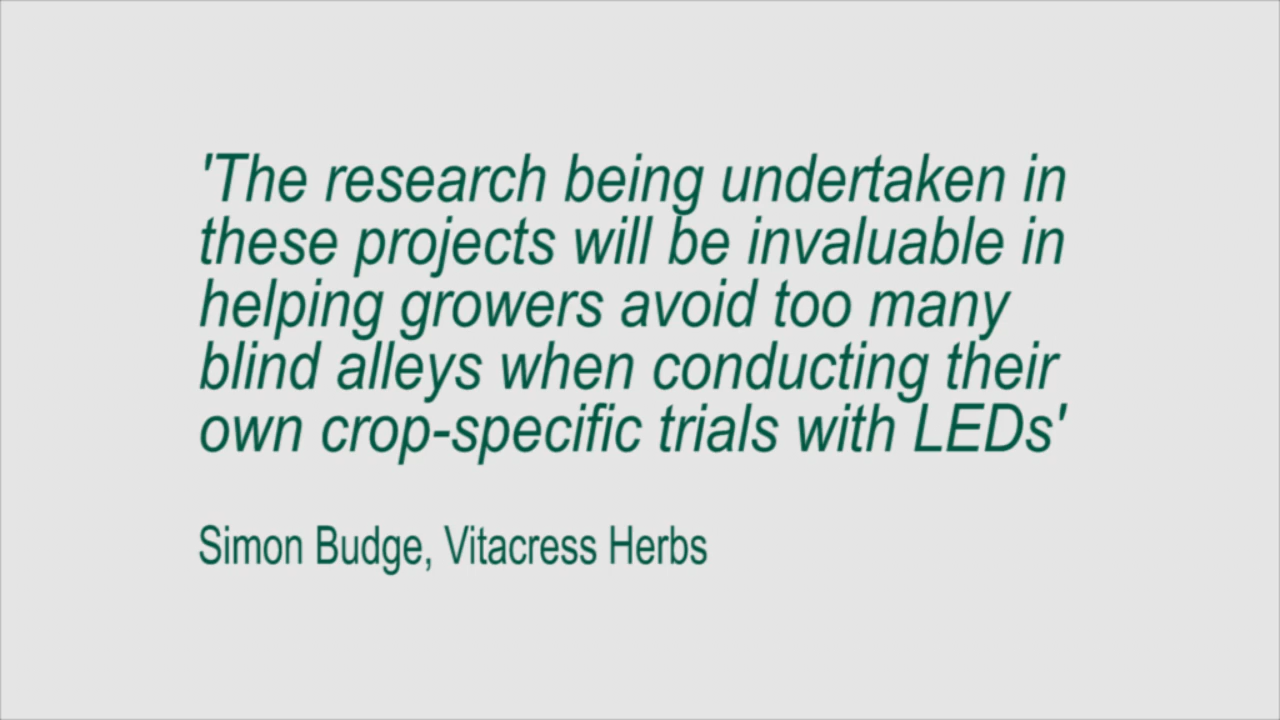 'The research being undertaken in
these projects will be invaluable in
helping growers avoid too many
blind alleys when conducting their
own crop-specific trials with LEDs'
Simon Budge, Vitacress Herbs